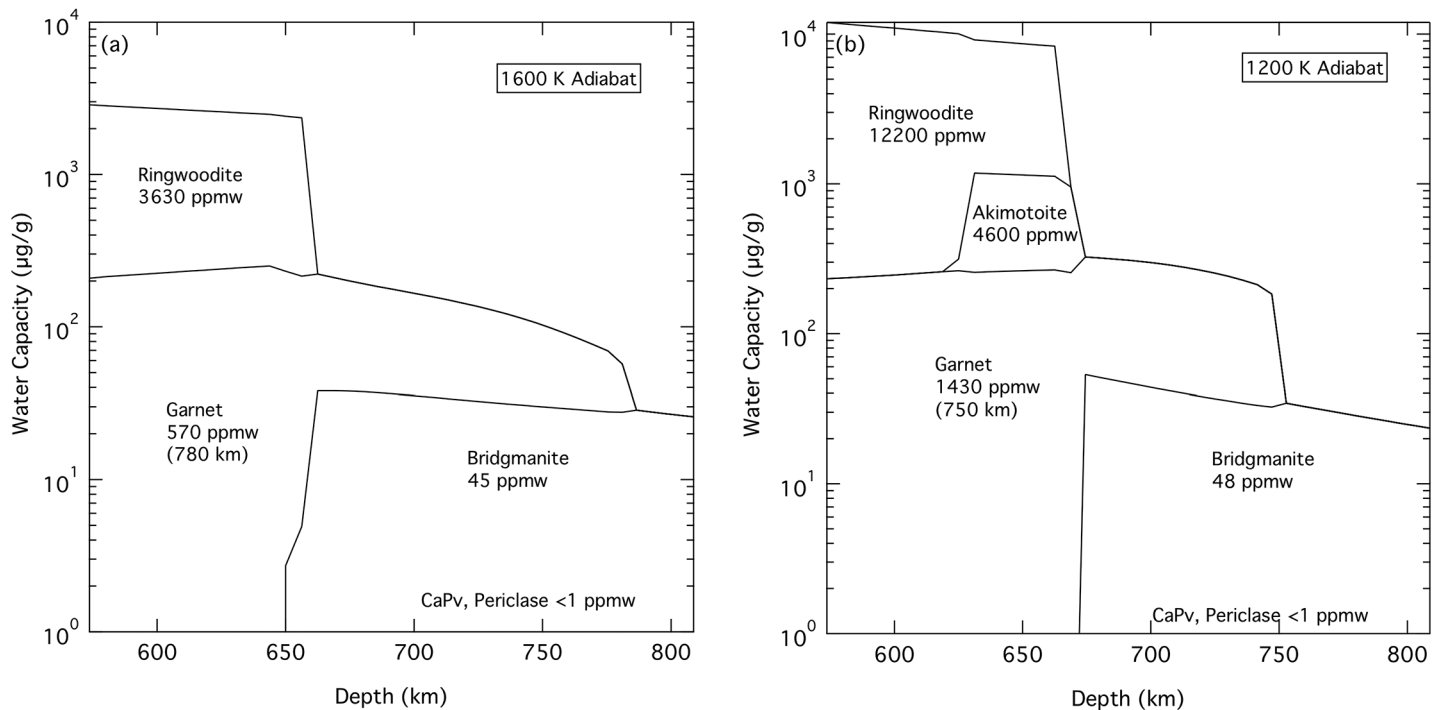 (a)
1600 K Adiabat
Water Capacity (µg/g)
10⁴
10³
10²
10¹
10⁰
Ringwoodite
3630 ppmw
Garnet
570 ppmw
(780 km)
Bridgmanite
45 ppmw
CaPv, Periclase <1 ppmw
600 650 700 750 800
Depth (km)
(b)
1200 K Adiabat
Water Capacity (µg/g)
10⁴
10³
10²
10¹
10⁰
Ringwoodite
12200 ppmw
Akimotoite
4600 ppmw
Garnet
1430 ppmw
(750 km)
Bridgmanite
48 ppmw
CaPv, Periclase <1 ppmw
600 650 700 750 800
Depth (km)